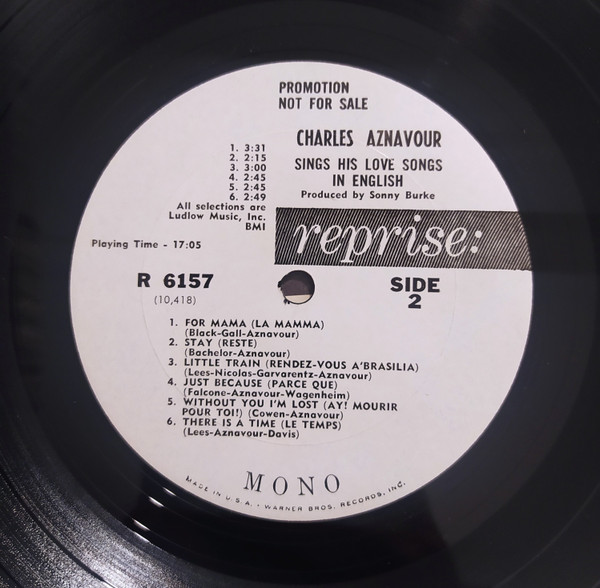 PROMOTION
NOT FOR SALE
CHARLES AZNAVOUR
SINGS HIS LOVE SONGS
IN ENGLISH
Produced by Sonny Burke
1. 3:31
2. 2:15
3. 3:00
4. 2:45
5. 2:45
6. 2:49
All selections are
Ludlow Music, Inc.
BMI
Playing Time - 17:05
reprise:
R 6157
(10,418)
SIDE
2
1. FOR MAMA (LA MAMMA)
(Black-Gall-Aznavour)
2. STAY (RESTE)
(Bachelor-Aznavour)
3. LITTLE TRAIN (RENDEZ-VOUS A'BRASILIA)
(Lees-Nicolas-Garvarentz-Aznavour)
4. JUST BECAUSE (PARCE QUE)
(Falcone-Aznavour-Wagenheim)
5. WITHOUT YOU I'M LOST (AY! MOURIR
POUR TOI!) (Cowen-Aznavour)
6. THERE IS A TIME (LE TEMPS)
(Lees-Aznavour-Davis)
MONO
MADE IN U.S.A. • WARNER BROS. RECORDS, INC.